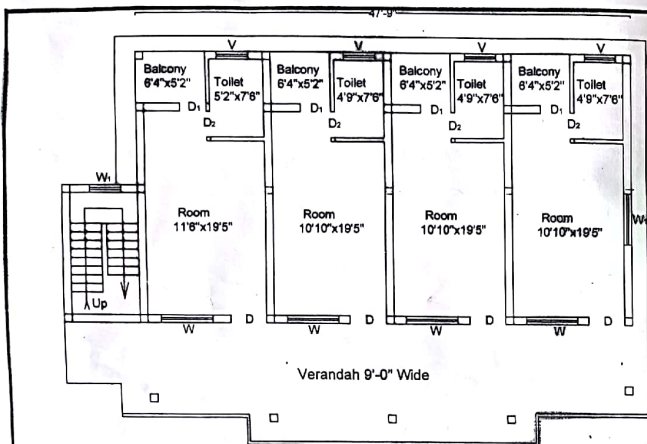 47'-9"
V V V V
Balcony
6'4"x5'2"
Toilet
5'2"x7'6"
Balcony
6'4"x5'2"
Toilet
4'9"x7'6"
Balcony
6'4"x5'2"
Toilet
4'9"x7'6"
Balcony
6'4"x5'2"
Toilet
4'9"x7'6"
D1 D1 D1 D1
D2 D2 D2 D2
W1
Room
11'6"x19'5"
Room
10'10"x19'5"
Room
10'10"x19'5"
Room
10'10"x19'5"
W1
Up
W D W D W D W D
Verandah 9'-0" Wide